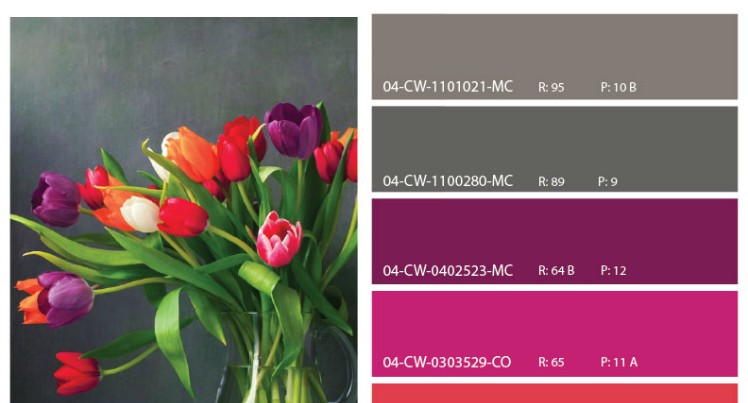 04-CW-1101021-MC R: 95 P: 10 B
04-CW-1100280-MC R: 89 P: 9
04-CW-0402523-MC R: 64 B P: 12
04-CW-0303529-CO R: 65 P: 11 A